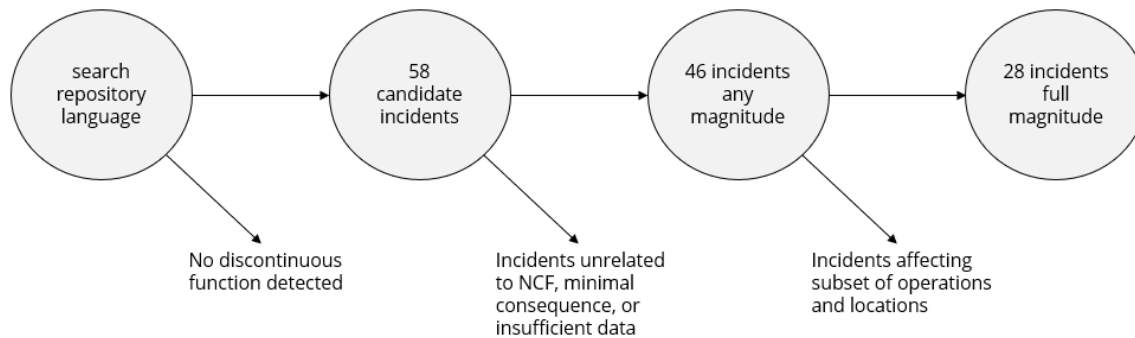 search
repository
language
58
candidate
incidents
46 incidents
any
magnitude
28 incidents
full
magnitude
No discontinuous
function detected
Incidents unrelated
to NCF, minimal
consequence, or
insufficient data
Incidents affecting
subset of operations
and locations